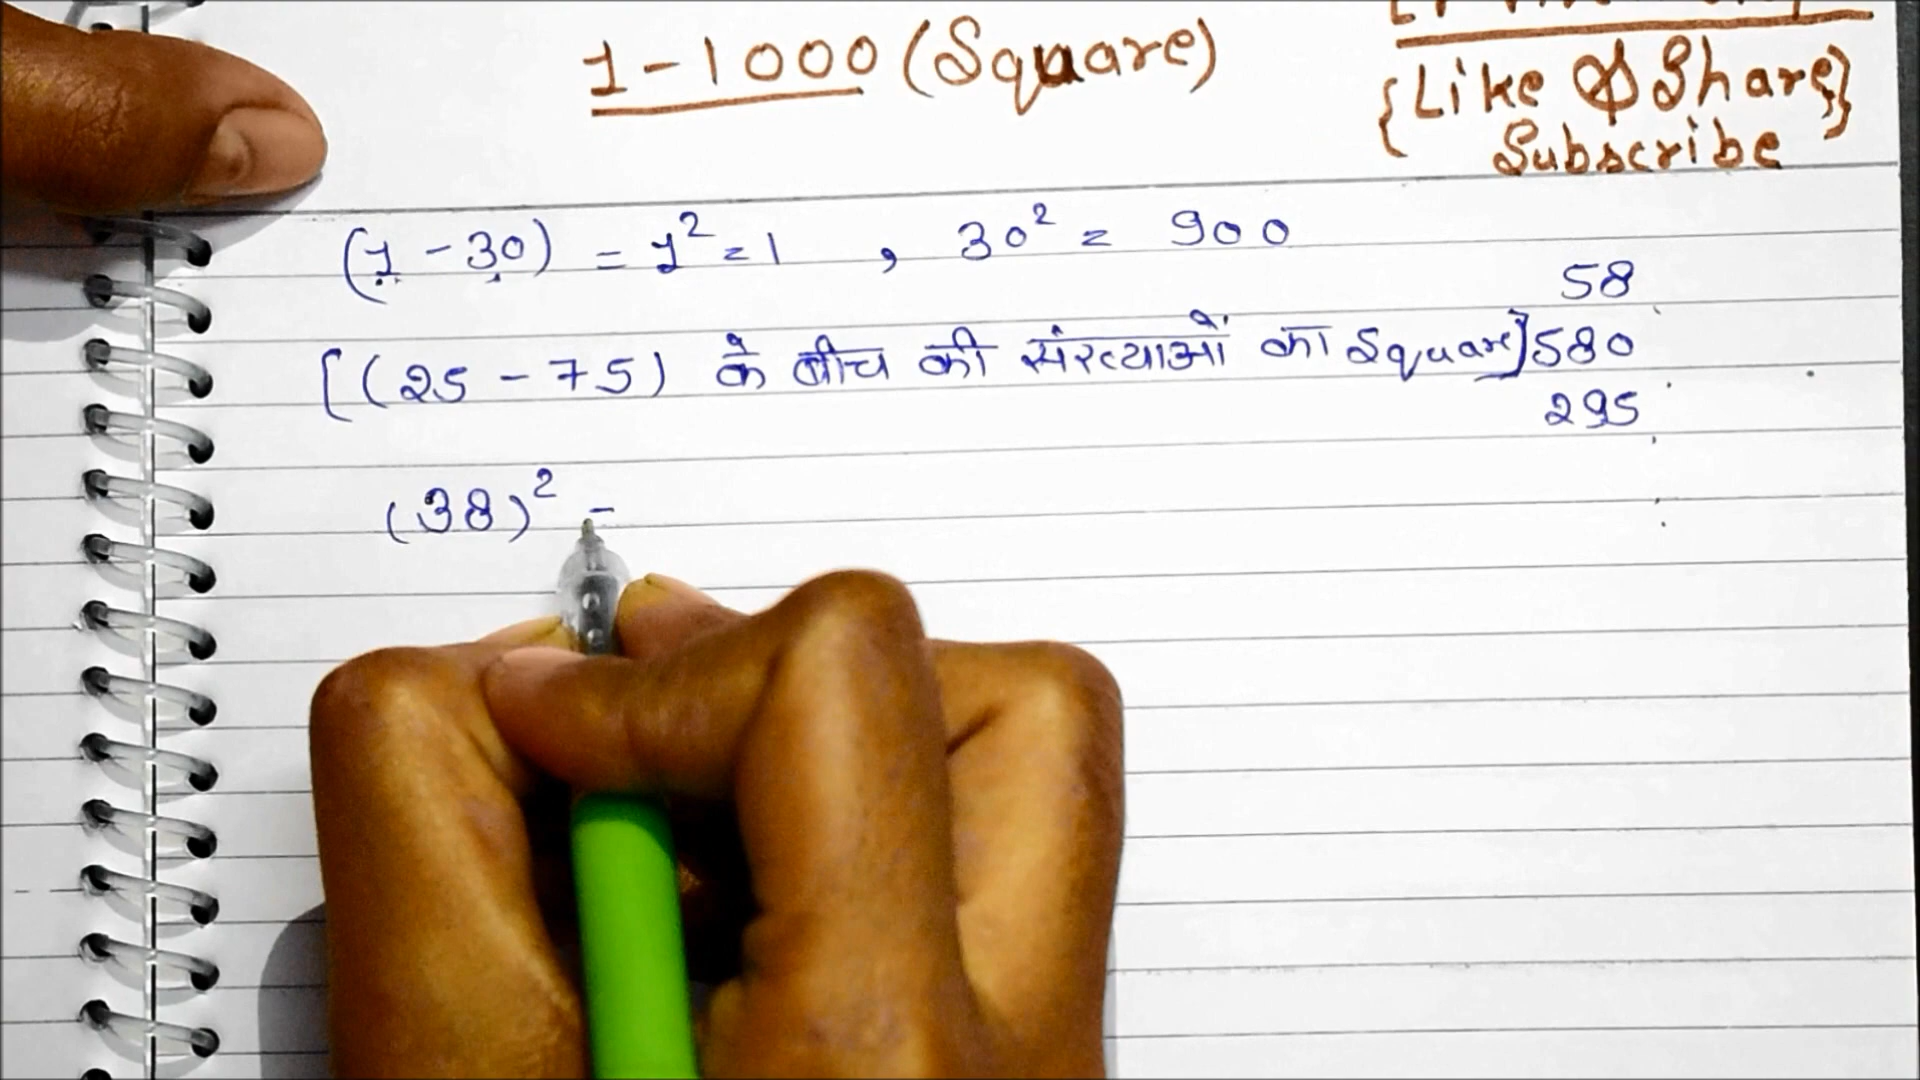 1-1000 (Square)
{Like & Share}
Subscribe
(1-30) = 1² = 1 , 30² = 900
58
[(25-75) के बीच की संख्याओं का Square]
580
295
(38)² -